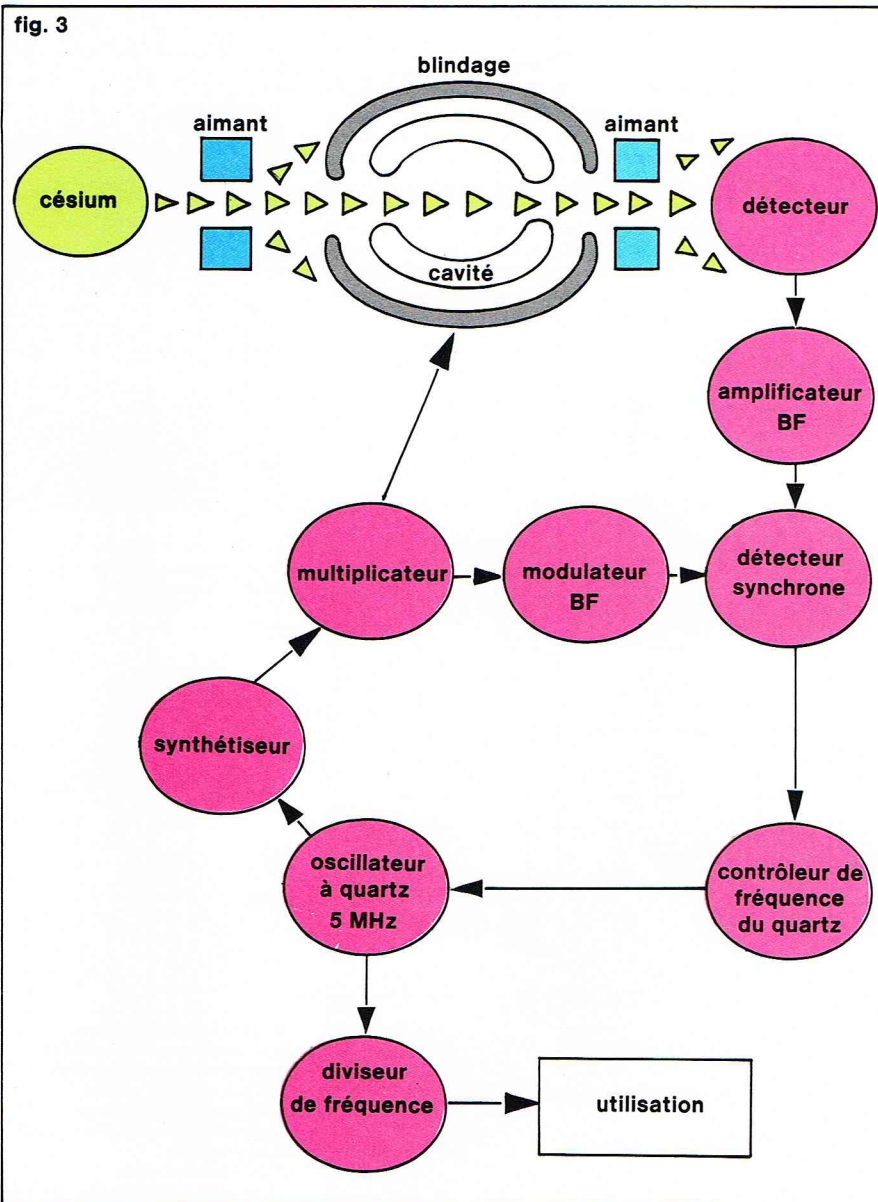 fig. 3
blindage
aimant
aimant
césium
détecteur
cavité
amplificateur
BF
multiplicateur
modulateur
BF
détecteur
synchrone
synthétiseur
oscillateur
à quartz
5 MHz
contrôleur de
fréquence
du quartz
diviseur
de fréquence
utilisation